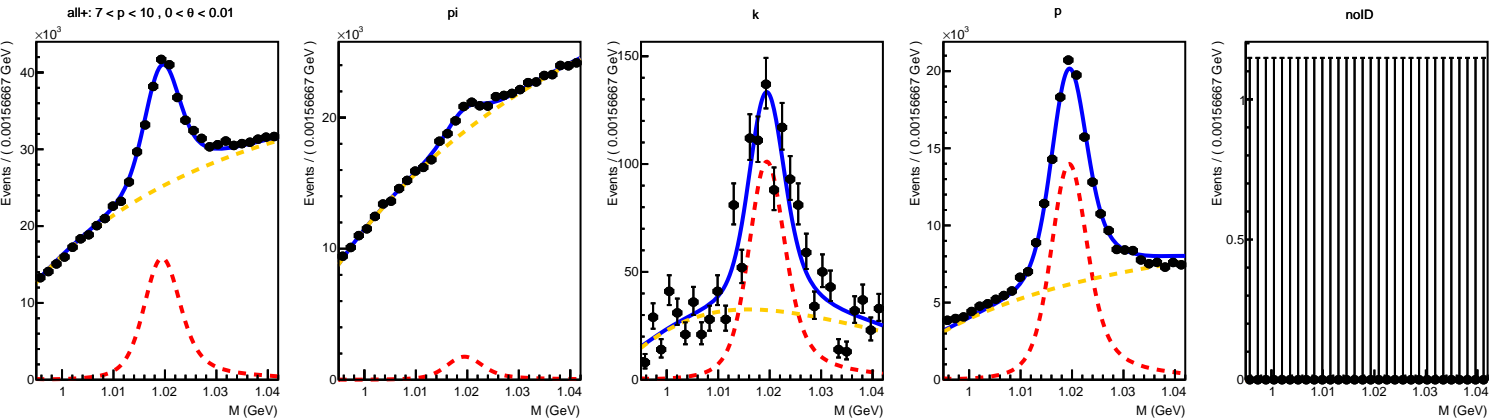 all+: 7 < p < 10 , 0 < θ < 0.01
×10³
Events / ( 0.00156667 GeV )
40
30
20
10
0
1 1.01 1.02 1.03 1.04
M (GeV)
pi
×10³
Events / ( 0.00156667 GeV )
20
10
0
1 1.01 1.02 1.03 1.04
M (GeV)
k
Events / ( 0.00156667 GeV )
150
100
50
0
1 1.01 1.02 1.03 1.04
M (GeV)
p
×10³
Events / ( 0.00156667 GeV )
20
15
10
5
0
1 1.01 1.02 1.03 1.04
M (GeV)
noID
Events / ( 0.00156667 GeV )
1
0.5
0
1 1.01 1.02 1.03 1.04
M (GeV)